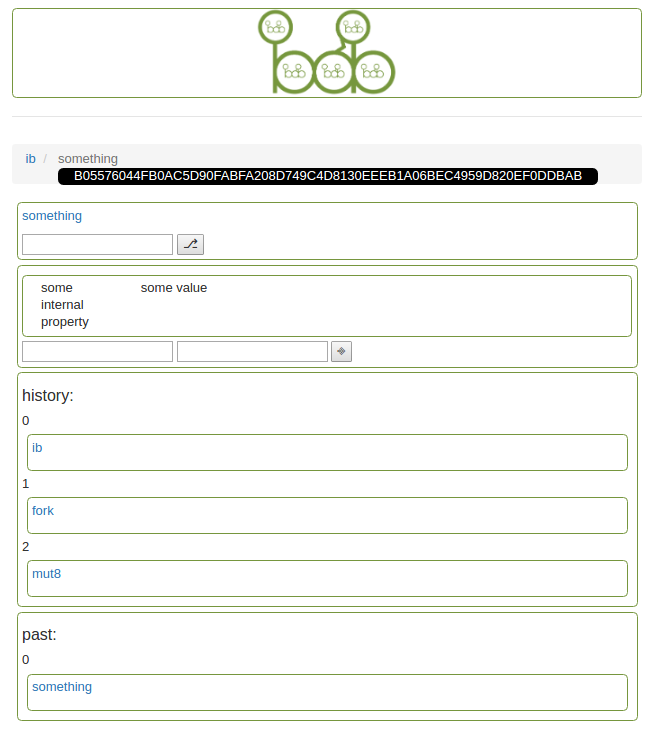 ib / something
B05576044FB0AC5D90FABFA208D749C4D8130EEEB1A06BEC4959D820EF0DDBAB
something
some some value
internal
property
history:
0
ib
1
fork
2
mut8
past:
0
something